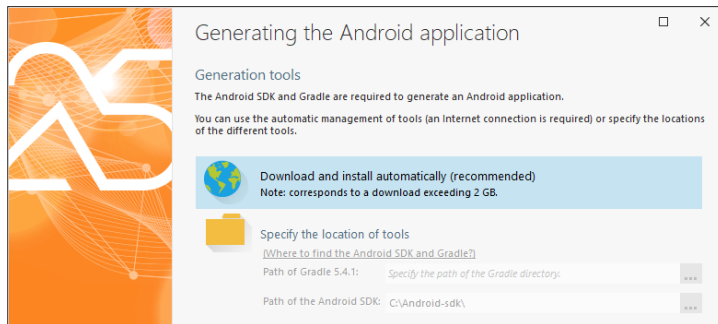 Generating the Android application
Generation tools
The Android SDK and Gradle are required to generate an Android application.
You can use the automatic management of tools (an Internet connection is required) or specify the locations
of the different tools.
Download and install automatically (recommended)
Note: corresponds to a download exceeding 2 GB.
Specify the location of tools
(Where to find the Android SDK and Gradle?)
Path of Gradle 5.4.1: Specify the path of the Gradle directory. ...
Path of the Android SDK: C:\Android-sdk\ ...